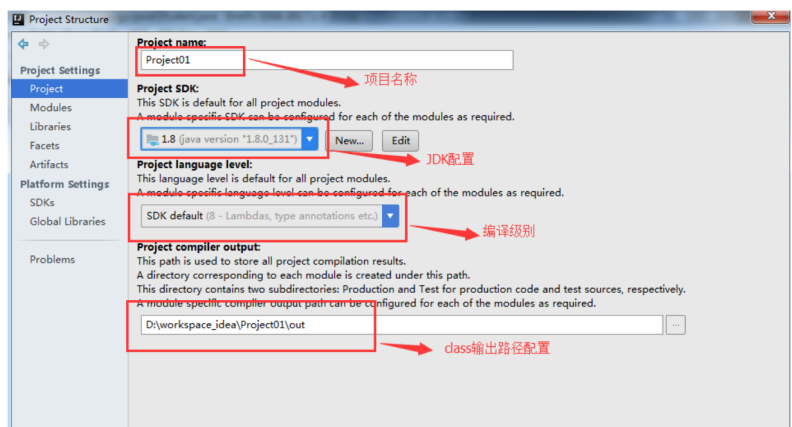 Project Structure
Project name:
Project01
项目名称
Project Settings
Project
Modules
Libraries
Facets
Artifacts
Platform Settings
SDKs
Global Libraries
Problems
Project SDK:
This SDK is default for all project modules.
A module specific SDK can be configured for each of the modules as required.
1.8 (java version "1.8.0_131")
New...
Edit
JDK配置
Project language level:
This language level is default for all project modules.
A module specific language level can be configured for each of the modules as required.
SDK default (8 - Lambdas, type annotations etc.)
编译级别
Project compiler output:
This path is used to store all project compilation results.
A directory corresponding to each module is created under this path.
This directory contains two subdirectories: Production and Test for production code and test sources, respectively.
A module specific compiler output path can be configured for each of the modules as required.
D:\workspace_idea\Project01\out
...
class输出路径配置